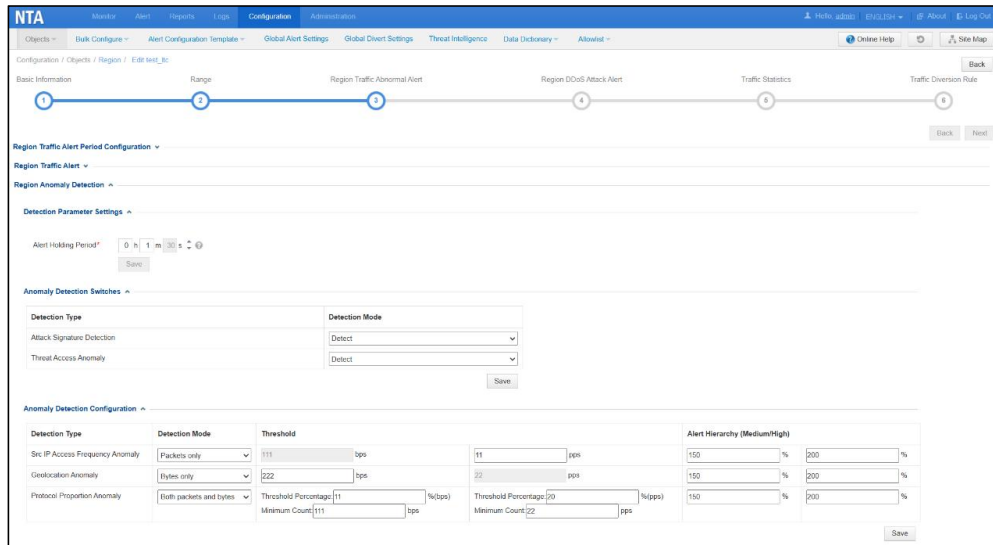 NTA Monitor Alert Reports Logs Configuration Administration Hello, admin ENGLISH About Log Out
Objects Bulk Configure Alert Configuration Template Global Alert Settings Global Divert Settings Threat Intelligence Data Dictionary Allowlist Online Help Site Map
Configuration / Objects / Region / Edit test_ltc
Back
Basic Information Range Region Traffic Abnormal Alert Region DDoS Attack Alert Traffic Statistics Traffic Diversion Rule
1 2 3 4 5 6
Back Next
Region Traffic Alert Period Configuration
Region Traffic Alert
Region Anomaly Detection
Detection Parameter Settings
Alert Holding Period* 0 h 1 m 30 s
Save
Anomaly Detection Switches
Detection Type Detection Mode
Attack Signature Detection Detect
Threat Access Anomaly Detect
Save
Anomaly Detection Configuration
Detection Type Detection Mode Threshold Alert Hierarchy (Medium/High)
Src IP Access Frequency Anomaly Packets only 111 bps 11 pps 150 % 200 %
Geolocation Anomaly Bytes only 222 bps 22 pps 150 % 200 %
Protocol Proportion Anomaly Both packets and bytes Threshold Percentage: 11 %(bps) Threshold Percentage: 20 %(pps) 150 % 200 %
Minimum Count: 111 bps Minimum Count: 22 pps
Save